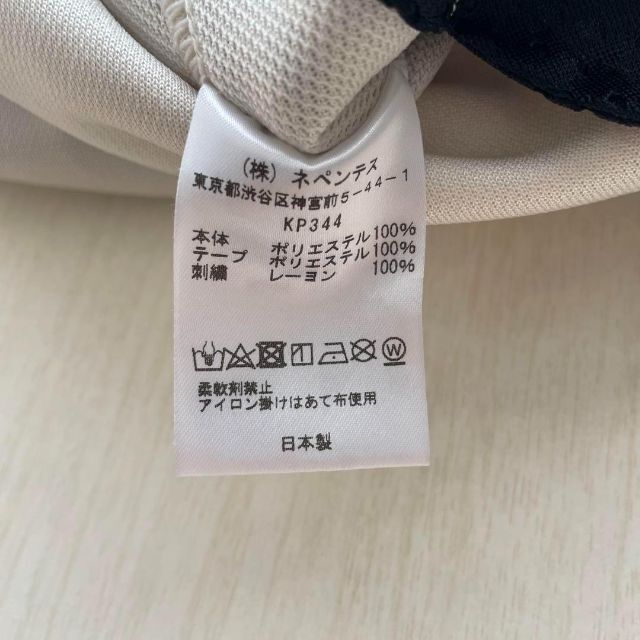 (株) ネペンテス
東京都渋谷区神宮前5-44-1
KP344
本体 ポリエステル100%
テープ ポリエステル100%
刺繍 レーヨン 100%
W
柔軟剤禁止
アイロン掛けはあて布使用
日本製